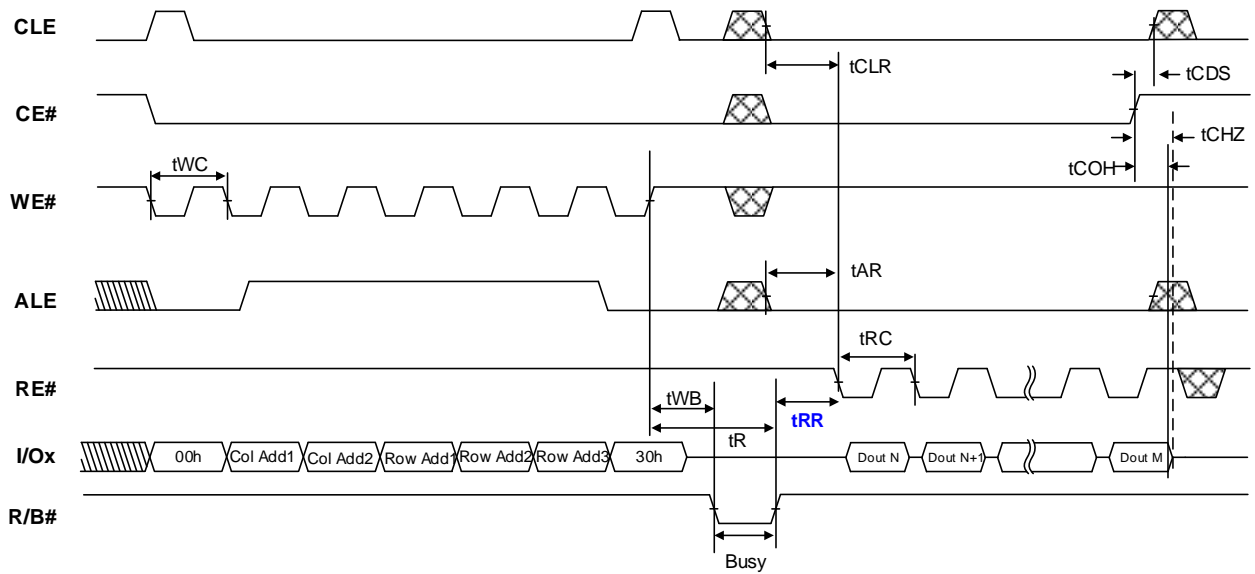 CLE
tCLR
tCDS
CE#
tCHZ
tCOH
tWC
WE#
tAR
ALE
tRC
RE#
tWB
tRR
tR
I/Ox
00h
Col Add1
Col Add2
Row Add1
Row Add2
Row Add3
30h
Dout N
Dout N+1
Dout M
R/B#
Busy